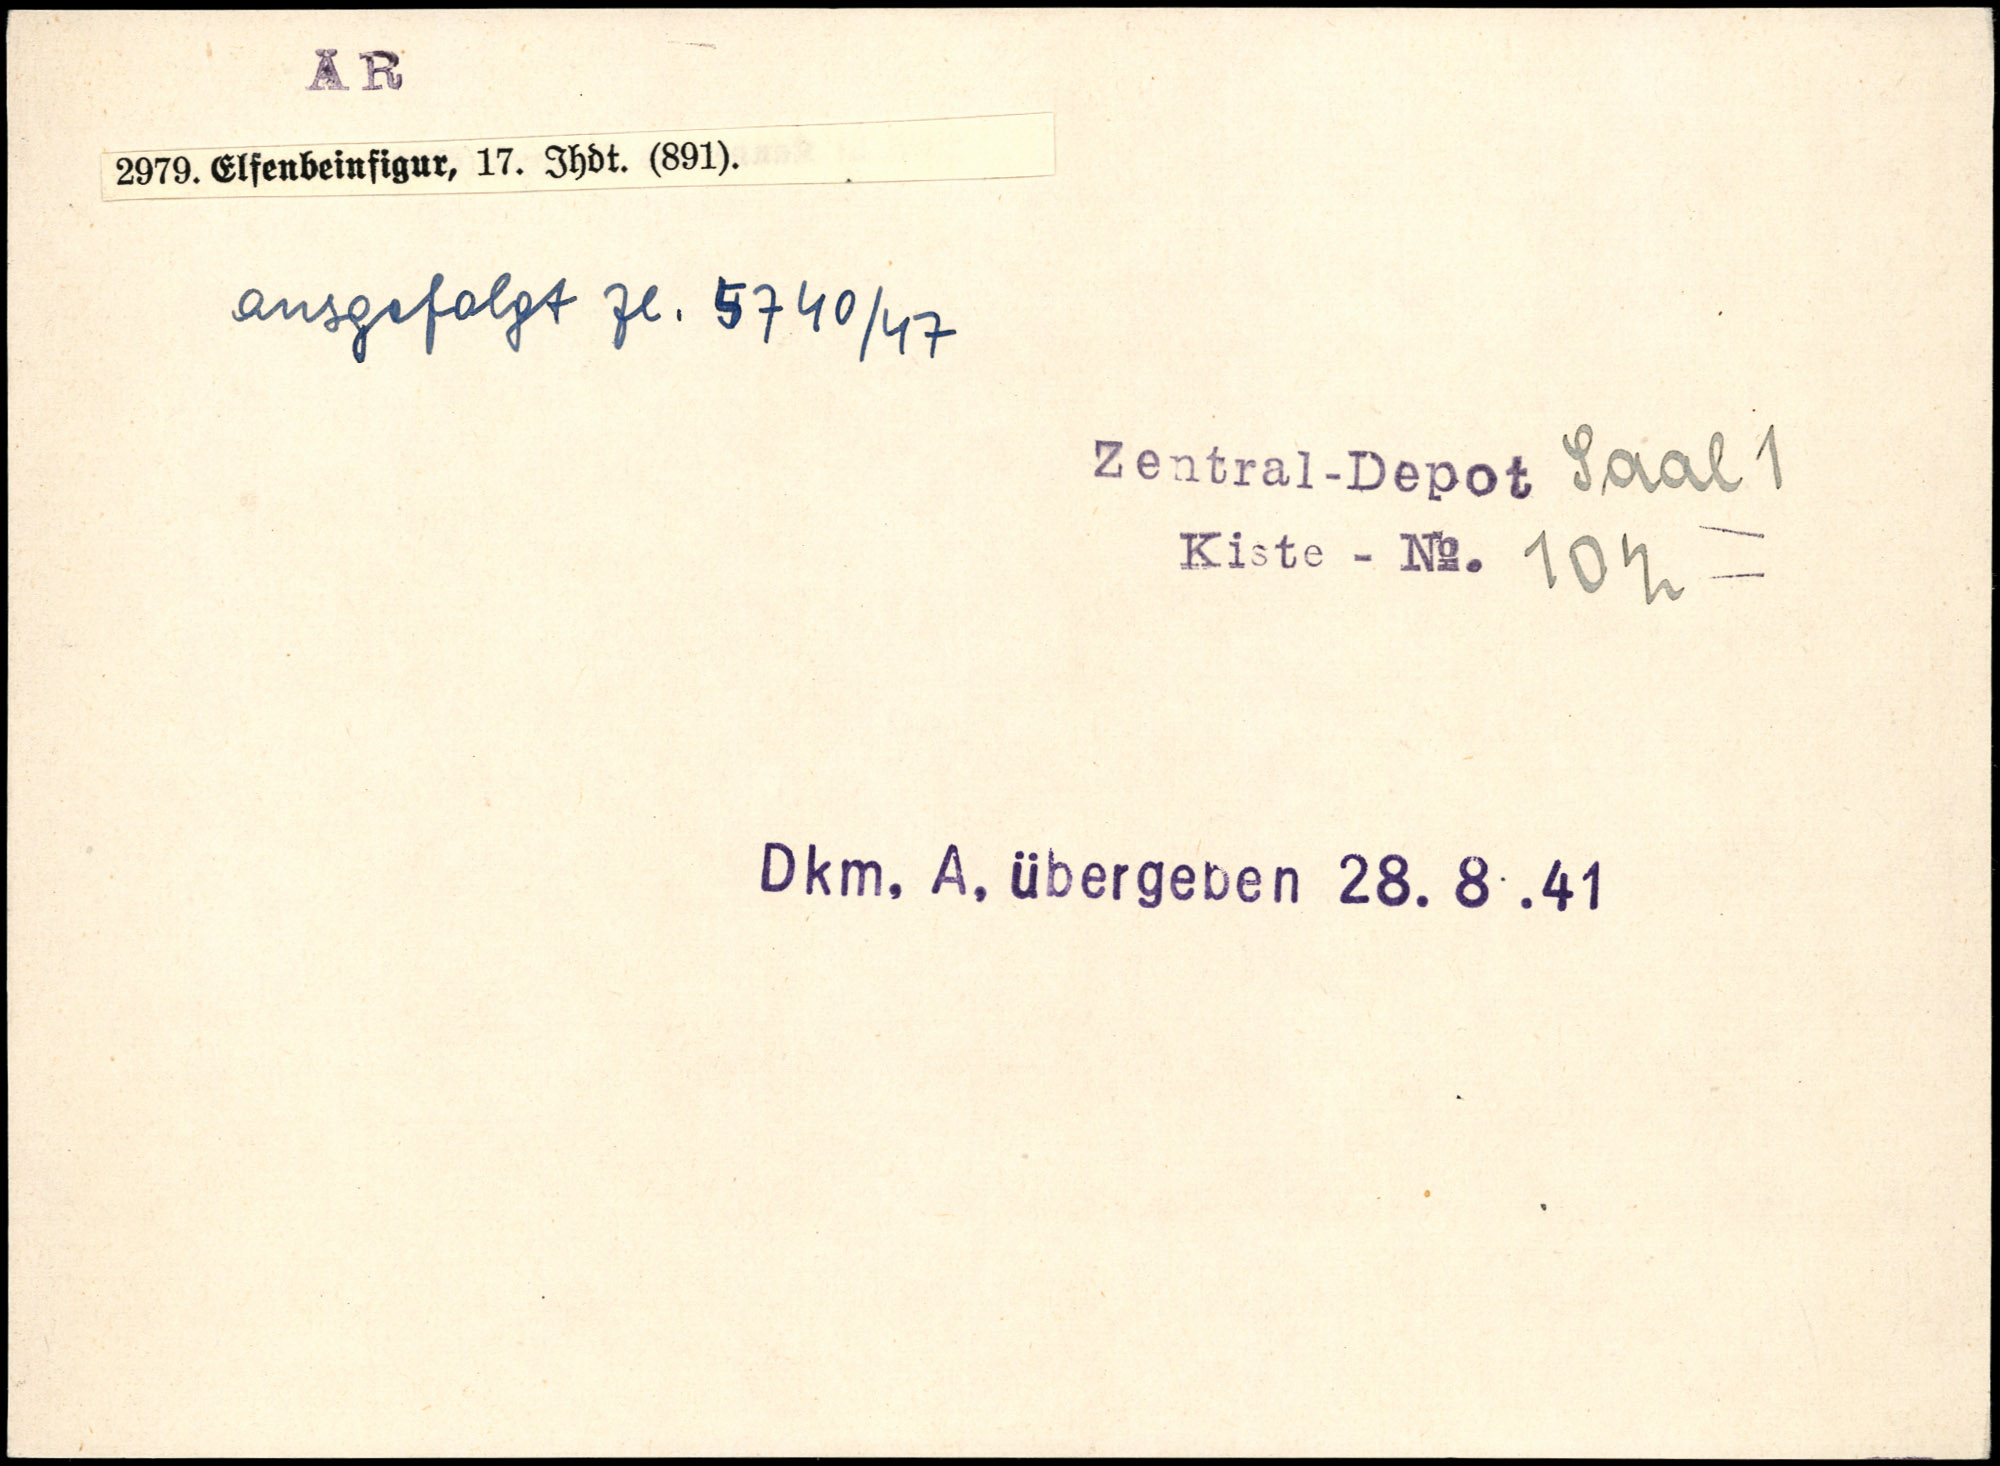 AR
2979. Elfenbeinfigur, 17. Jhdt. (891).
ausgefolgt Zl. 5740/47
Zentral-Depot Saal 1
Kiste - No.
Dkm. A. übergeben 28. 8 .41